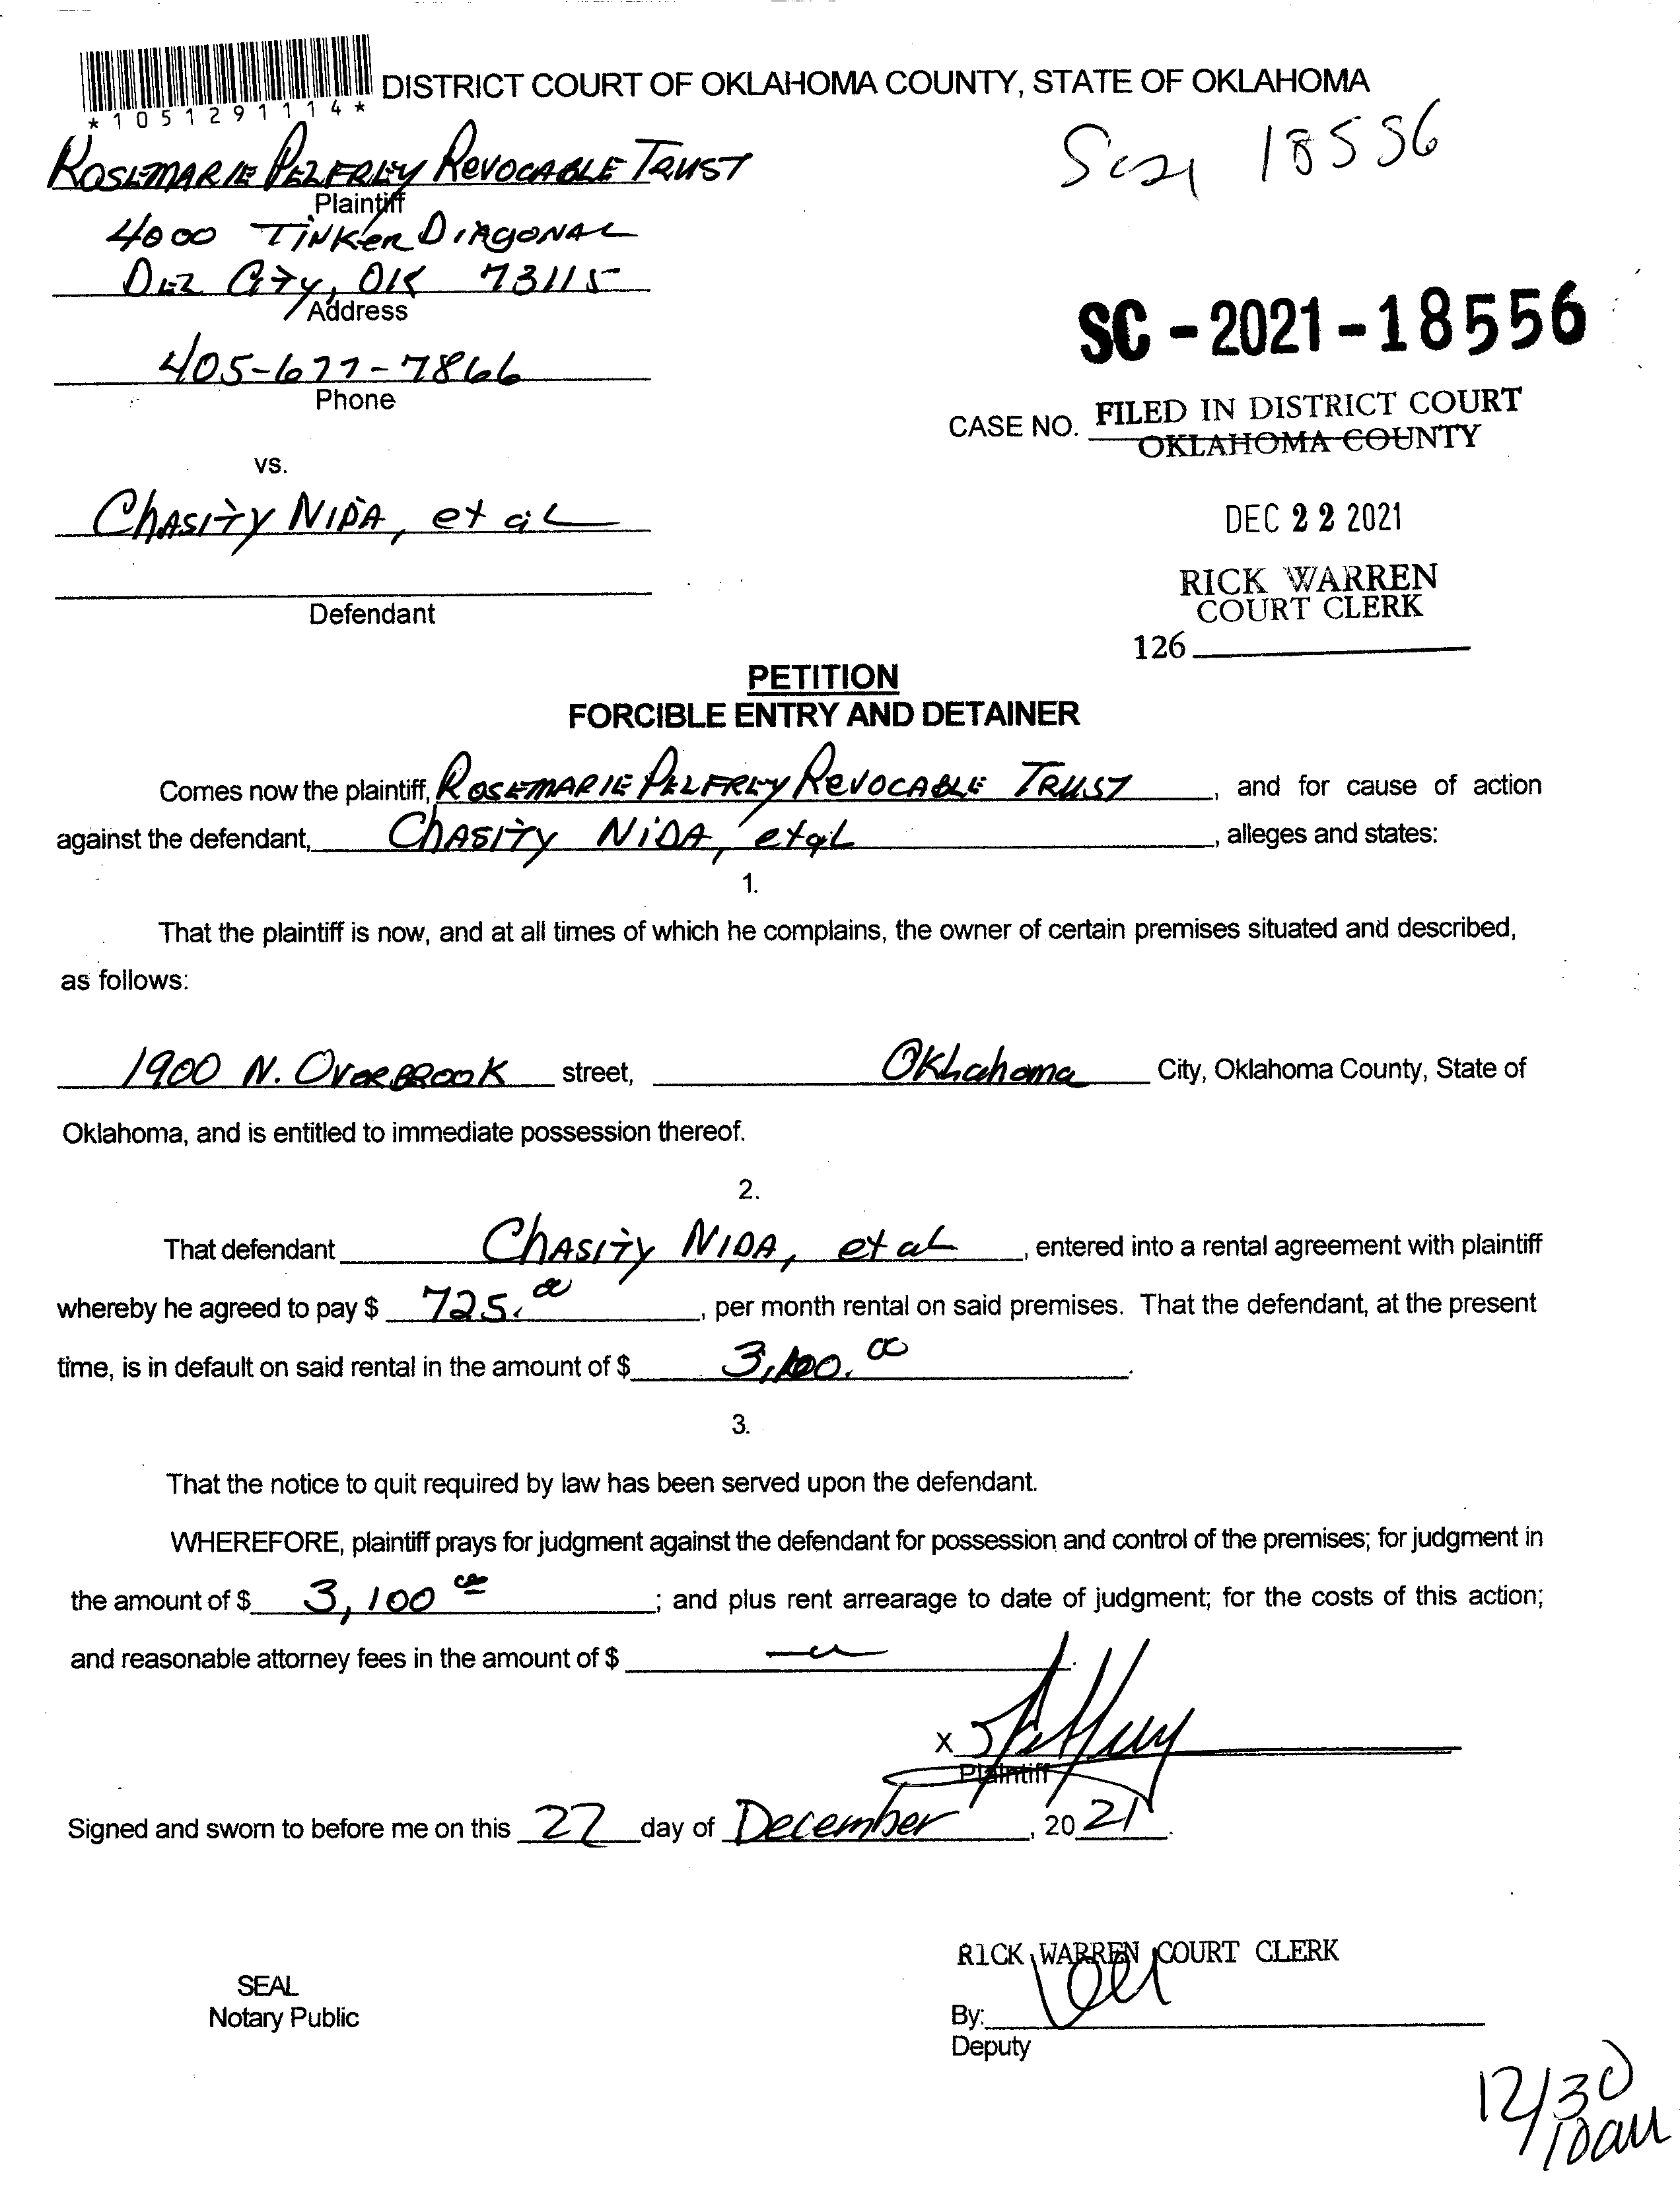 DISTRICT COURT OF OKLAHOMA COUNTY, STATE OF OKLAHOMA
*1051291114*
ROSEMARIE PELFREY REVOCABLE TRUST
Plaintiff
4000 TINKER DIAGONAL
DEL CITY, OK 73115
Address
405-677-7866
Phone
vs.
CHASITY NIDA, et al
Defendant
18556
SC-2021-18556
CASE NO. FILED IN DISTRICT COURT
OKLAHOMA COUNTY
DEC 22 2021
RICK WARREN
COURT CLERK
126
PETITION
FORCIBLE ENTRY AND DETAINER
Comes now the plaintiff, ROSEMARIE PELFREY REVOCABLE TRUST, and for cause of action
against the defendant, CHASITY NIDA, et al, alleges and states:
1.
That the plaintiff is now, and at all times of which he complains, the owner of certain premises situated and described,
as follows:
1900 N. OVERBROOK street, Oklahoma City, Oklahoma County, State of
Oklahoma, and is entitled to immediate possession thereof.
2.
That defendant CHASITY NIDA, et al, entered into a rental agreement with plaintiff
whereby he agreed to pay $ 725.00, per month rental on said premises. That the defendant, at the present
time, is in default on said rental in the amount of $ 3,100.00.
3.
That the notice to quit required by law has been served upon the defendant.
WHEREFORE, plaintiff prays for judgment against the defendant for possession and control of the premises; for judgment in
the amount of $ 3,100 00; and plus rent arrearage to date of judgment; for the costs of this action;
and reasonable attorney fees in the amount of $
X
Plaintiff
Signed and sworn to before me on this 22 day of December, 2021.
RICK WARREN COURT CLERK
SEAL
Notary Public
By:
Deputy
12/30
10am